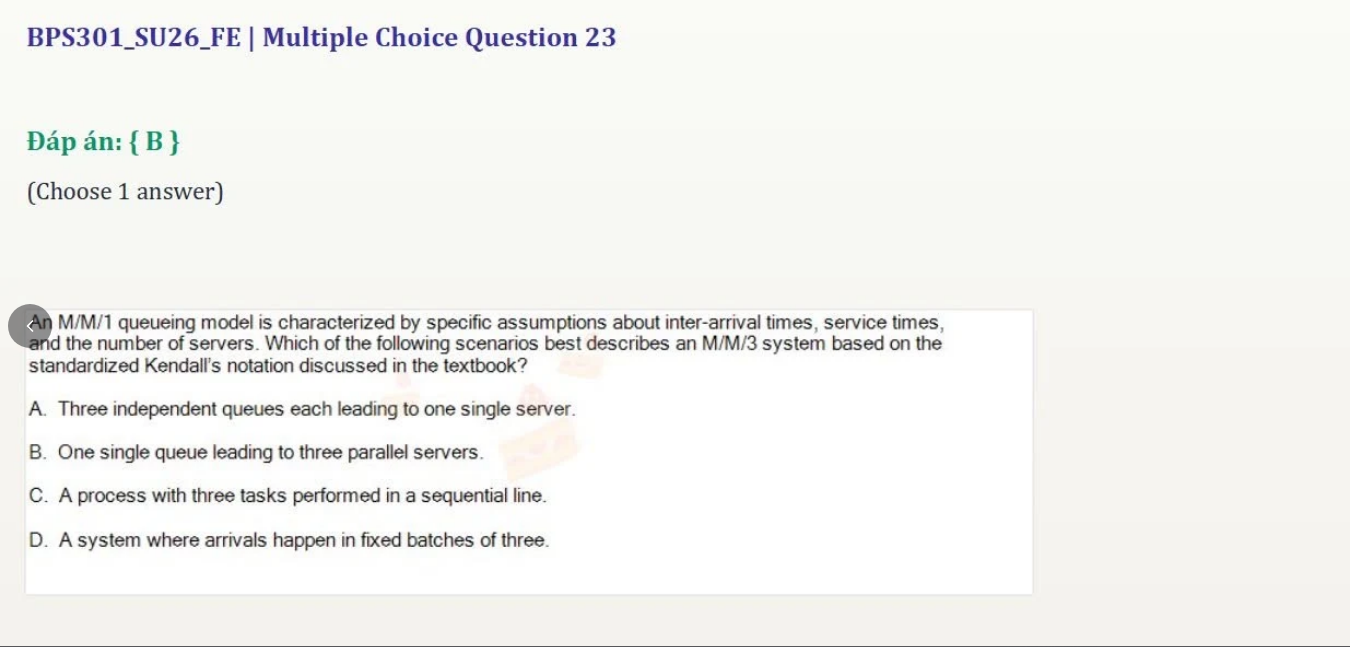 BPS301_SU26_FE | Multiple Choice Question 23
Đáp án: { B }
(Choose 1 answer)
An M/M/1 queueing model is characterized by specific assumptions about inter-arrival times, service times,
and the number of servers. Which of the following scenarios best describes an M/M/3 system based on the
standardized Kendall's notation discussed in the textbook?
A. Three independent queues each leading to one single server.
B. One single queue leading to three parallel servers.
C. A process with three tasks performed in a sequential line.
D. A system where arrivals happen in fixed batches of three.